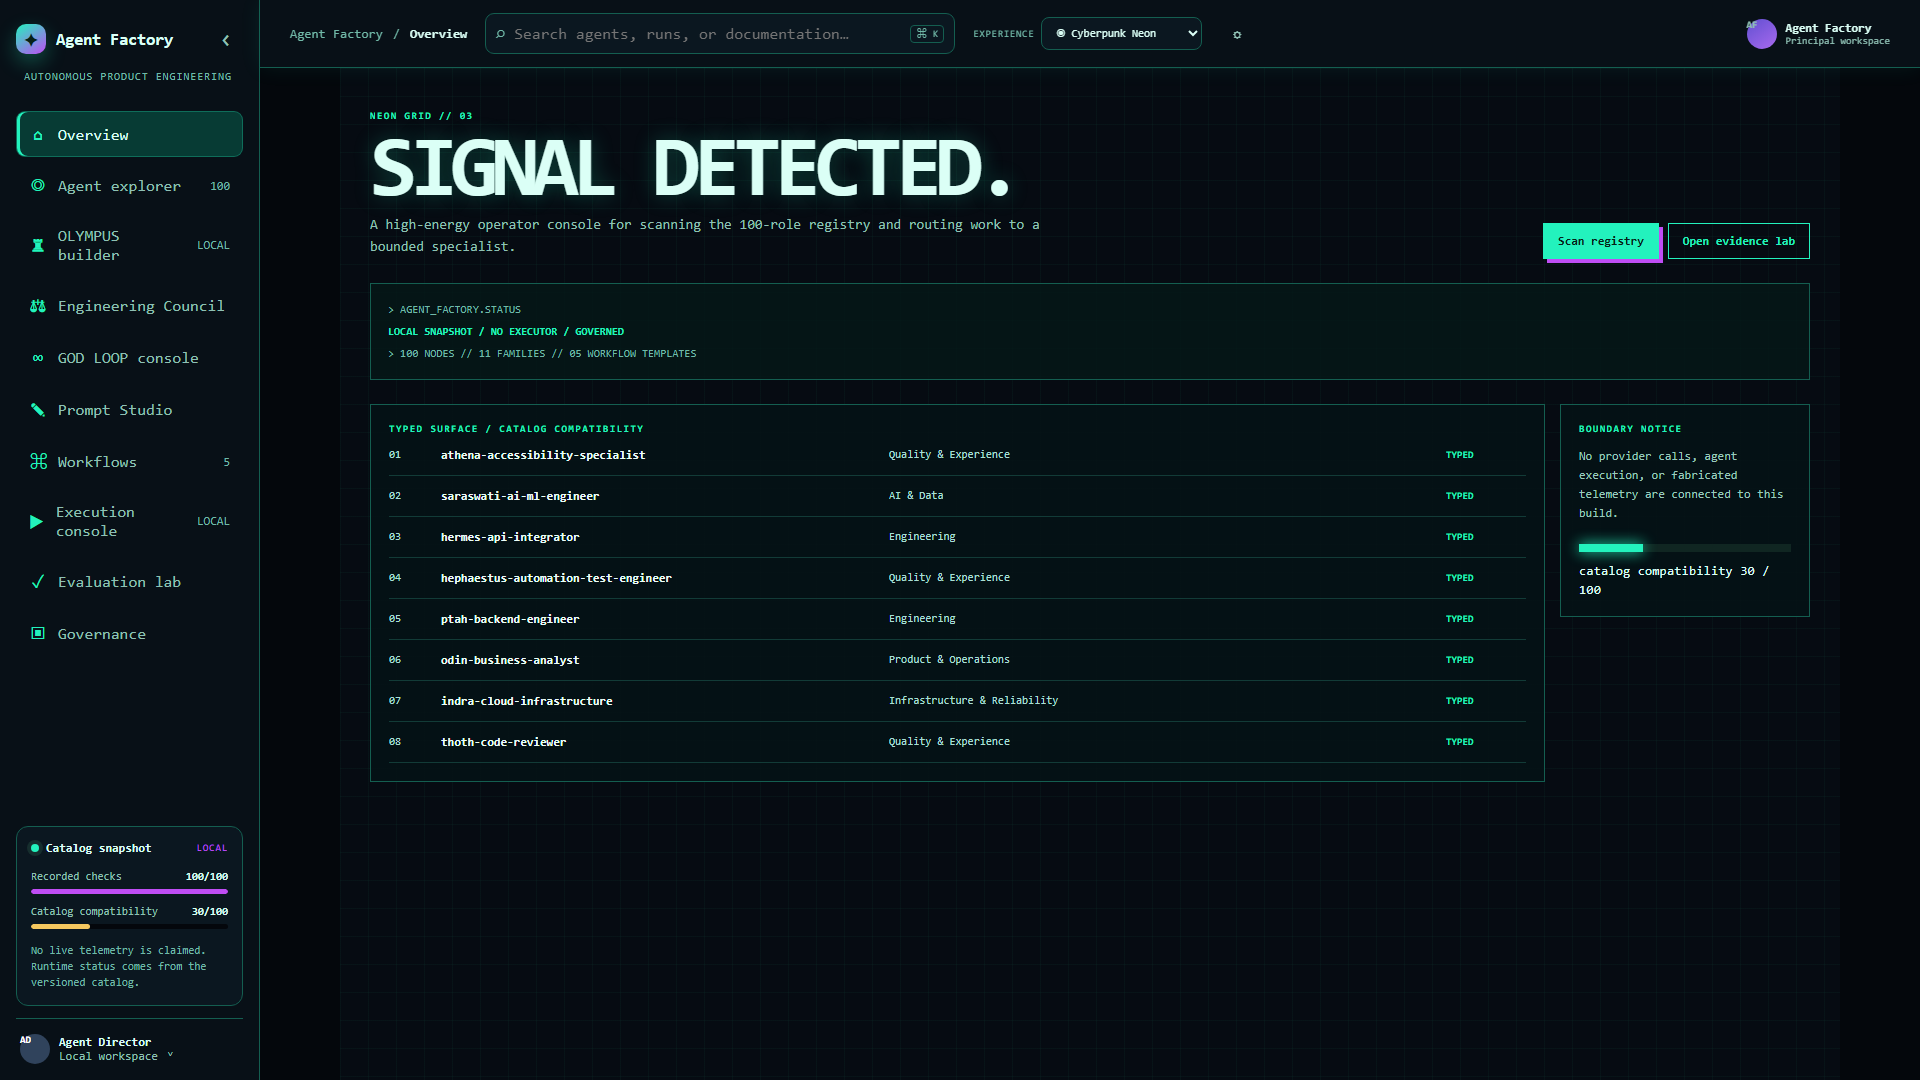 Agent Factory
AUTONOMOUS PRODUCT ENGINEERING
Overview
Agent explorer 100
OLYMPUS builder LOCAL
Engineering Council
GOD LOOP console
Prompt Studio
Workflows 5
Execution console LOCAL
Evaluation lab
Governance
Catalog snapshot LOCAL
Recorded checks 100/100
Catalog compatibility 30/100
No live telemetry is claimed.
Runtime status comes from the
versioned catalog.
AD
Agent Director
Local workspace
Agent Factory / Overview
Search agents, runs, or documentation…
⌘ K
EXPERIENCE
Cyberpunk Neon
AF
Agent Factory
Principal workspace
NEON GRID // 03
SIGNAL DETECTED.
A high-energy operator console for scanning the 100-role registry and routing work to a
bounded specialist.
Scan registry
Open evidence lab
> AGENT_FACTORY.STATUS
LOCAL SNAPSHOT / NO EXECUTOR / GOVERNED
> 100 NODES // 11 FAMILIES // 05 WORKFLOW TEMPLATES
TYPED SURFACE / CATALOG COMPATIBILITY
01 athena-accessibility-specialist Quality & Experience TYPED
02 saraswati-ai-ml-engineer AI & Data TYPED
03 hermes-api-integrator Engineering TYPED
04 hephaestus-automation-test-engineer Quality & Experience TYPED
05 ptah-backend-engineer Engineering TYPED
06 odin-business-analyst Product & Operations TYPED
07 indra-cloud-infrastructure Infrastructure & Reliability TYPED
08 thoth-code-reviewer Quality & Experience TYPED
BOUNDARY NOTICE
No provider calls, agent
execution, or fabricated
telemetry are connected to this
build.
catalog compatibility 30 /
100